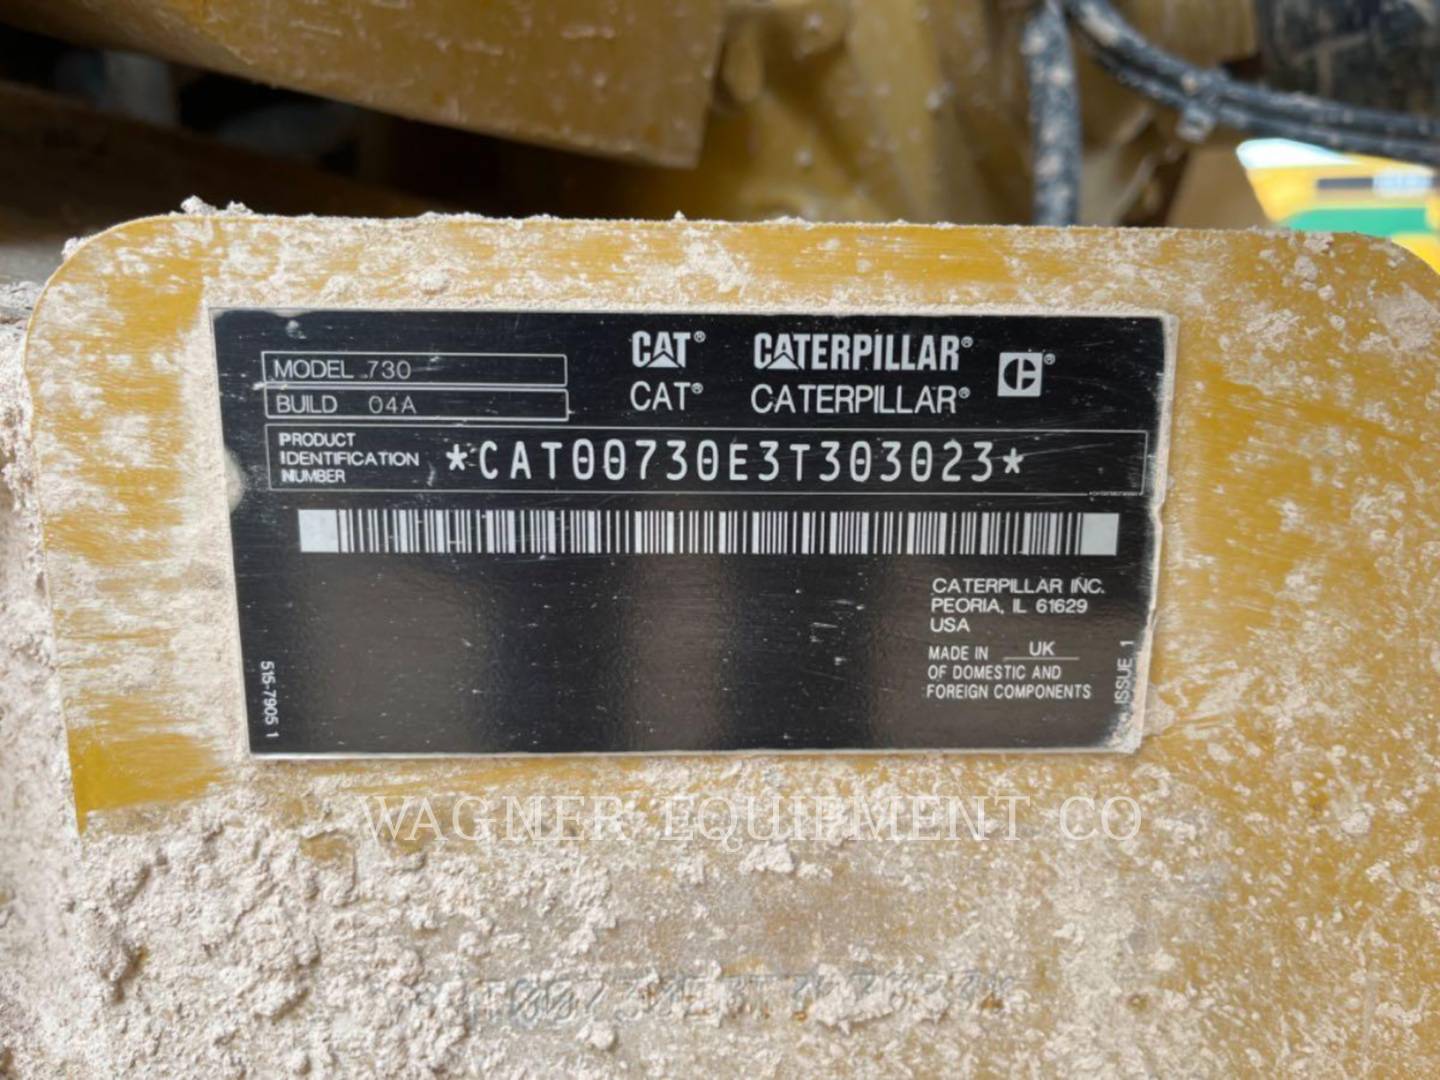 MODEL 730
BUILD 04A
CAT® CATERPILLAR®
CAT® CATERPILLAR®
PRODUCT
IDENTIFICATION
NUMBER
*CAT00730E3T303023*
CATERPILLAR INC.
PEORIA, IL 61629
USA
MADE IN UK
OF DOMESTIC AND
FOREIGN COMPONENTS
515-7905 1
ISSUE 1
WAGNER EQUIPMENT CO